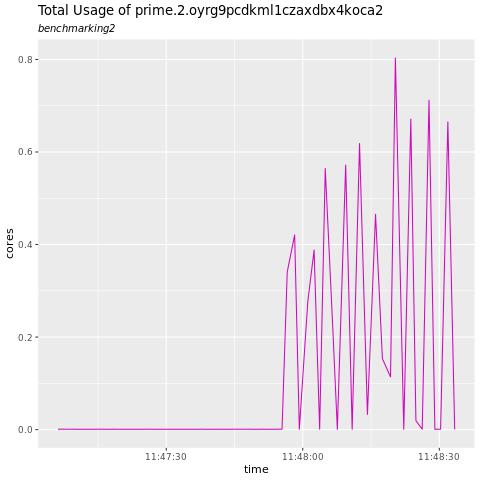 Total Usage of prime.2.oyrg9pcdkml1czaxdbx4koca2
benchmarking2
0.8
0.6
0.4
0.2
0.0
cores
11:47:30 11:48:00 11:48:30
time